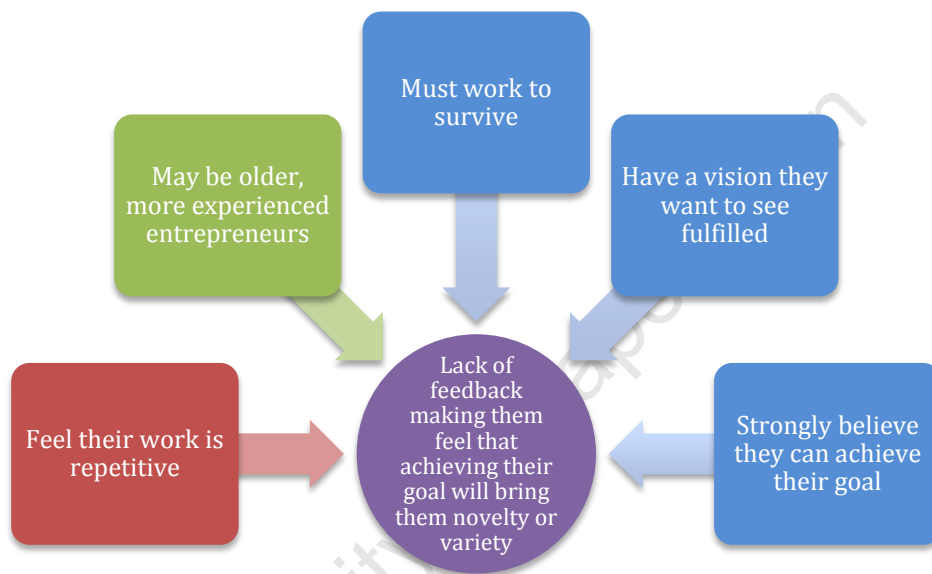 Must work to
survive
May be older,
more experienced
entrepreneurs
Have a vision they
want to see
fulfilled
Feel their work is
repetitive
Lack of
feedback
making them
feel that
achieving their
goal will bring
them novelty or
variety
Strongly believe
they can achieve
their goal